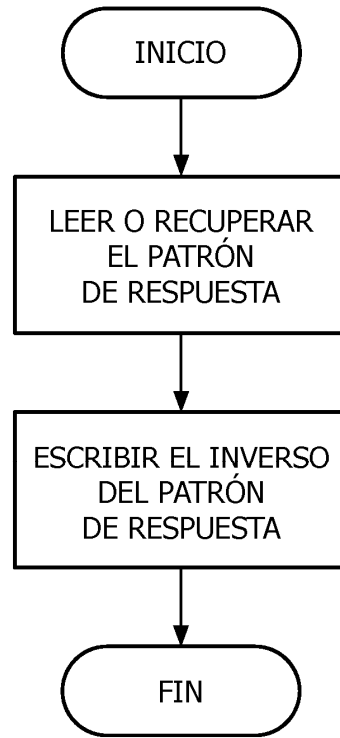 INICIO
LEER O RECUPERAR
EL PATRÓN
DE RESPUESTA
ESCRIBIR EL INVERSO
DEL PATRÓN
DE RESPUESTA
FIN